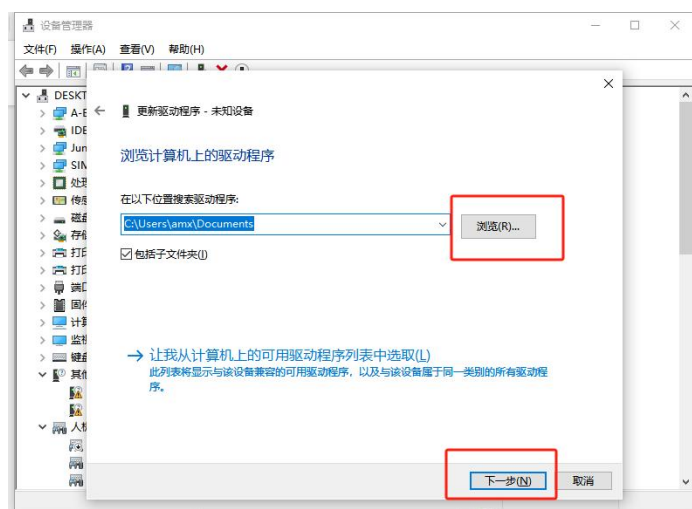 设备管理器
文件(F) 操作(A) 查看(V) 帮助(H)
DESKT
A-E
IDE
Jun
SIM
处理
传感
磁盘
存储
打印
打印
端口
固件
计算
监视
键盘
其他
人机
更新驱动程序 - 未知设备
浏览计算机上的驱动程序
在以下位置搜索驱动程序:
C:\Users\amx\Documents
浏览(R)...
包括子文件夹(I)
让我从计算机上的可用驱动程序列表中选取(L)
此列表将显示与该设备兼容的可用驱动程序，以及与该设备属于同一类别的所有驱动程
序。
下一步(N) 取消